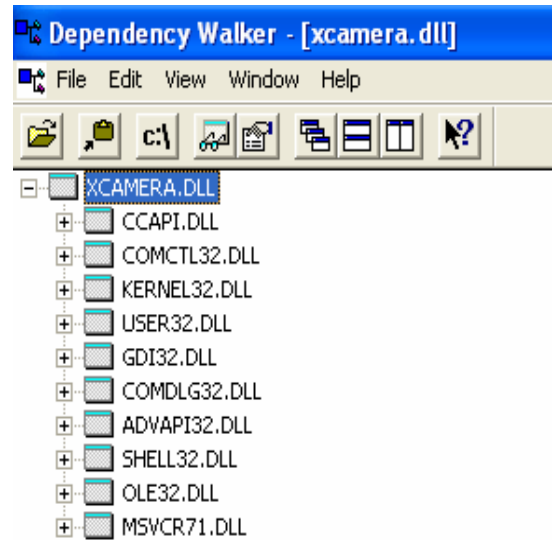 Dependency Walker - [xcamera.dll]
File Edit View Window Help
c:\ ?
XCAMERA.DLL
CCAPI.DLL
COMCTL32.DLL
KERNEL32.DLL
USER32.DLL
GDI32.DLL
COMDLG32.DLL
ADVAPI32.DLL
SHELL32.DLL
OLE32.DLL
MSVCR71.DLL